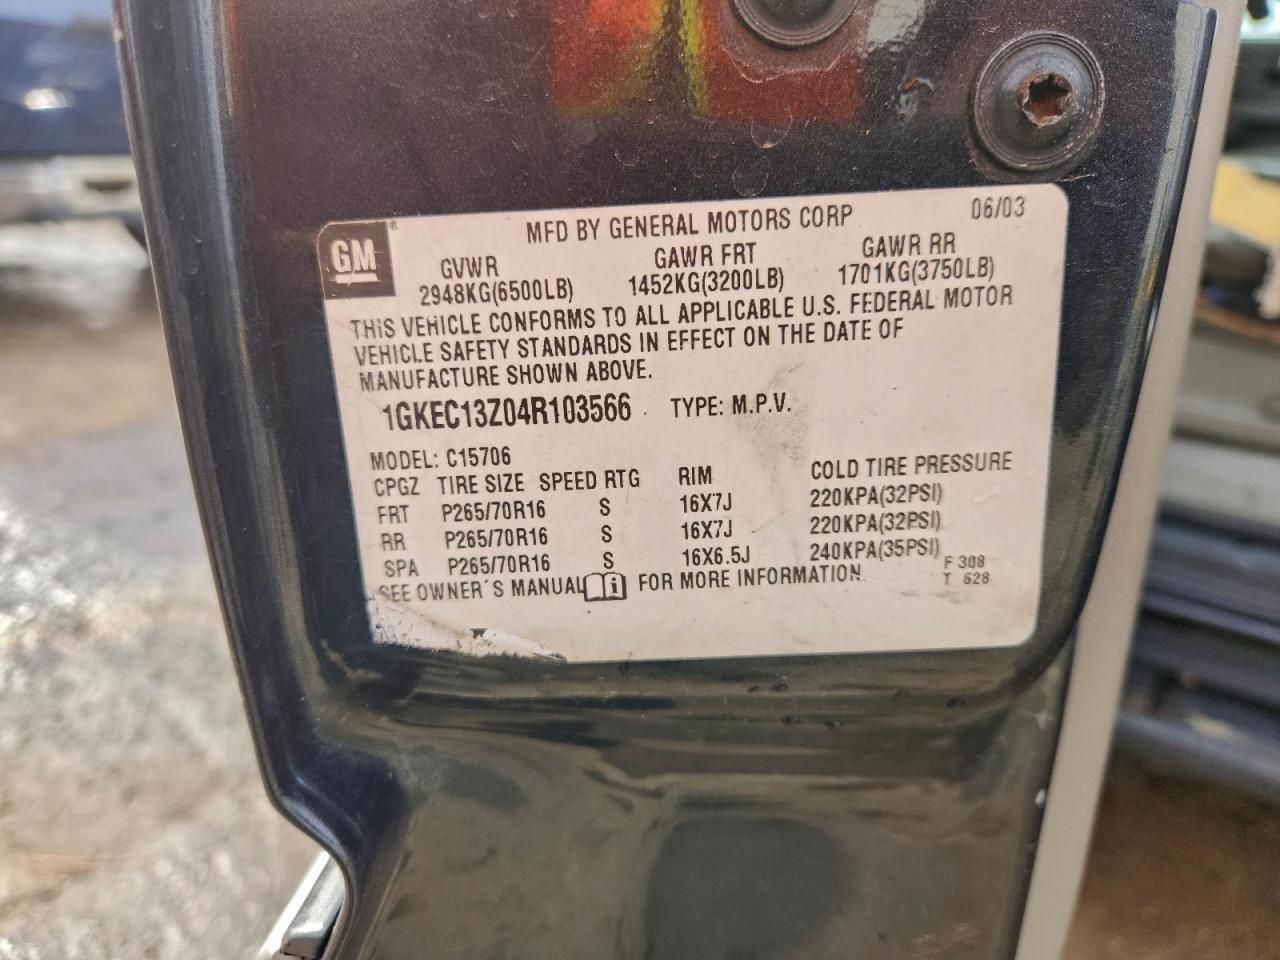 GM®
MFD BY GENERAL MOTORS CORP 06/03
GVWR GAWR FRT GAWR RR
2948KG(6500LB) 1452KG(3200LB) 1701KG(3750LB)
THIS VEHICLE CONFORMS TO ALL APPLICABLE U.S. FEDERAL MOTOR
VEHICLE SAFETY STANDARDS IN EFFECT ON THE DATE OF
MANUFACTURE SHOWN ABOVE.
1GKEC13Z04R103566 TYPE: M.P.V.
MODEL: C15706
CPGZ TIRE SIZE SPEED RTG RIM COLD TIRE PRESSURE
FRT P265/70R16 S 16X7J 220KPA(32PSI)
RR P265/70R16 S 16X7J 220KPA(32PSI)
SPA P265/70R16 S 16X6.5J 240KPA(35PSI)
SEE OWNER'S MANUAL i FOR MORE INFORMATION.
F 308
T 628